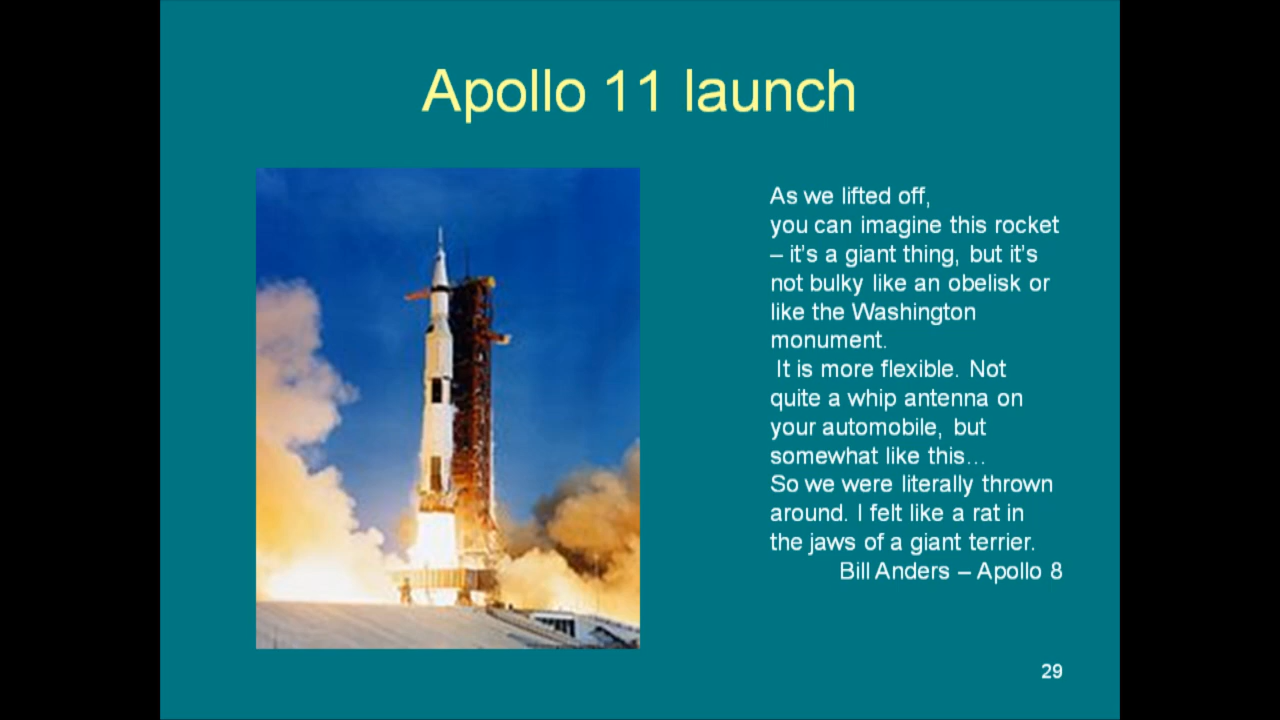 Apollo 11 launch
As we lifted off,
you can imagine this rocket
– it's a giant thing, but it's
not bulky like an obelisk or
like the Washington
monument.
It is more flexible. Not
quite a whip antenna on
your automobile, but
somewhat like this…
So we were literally thrown
around. I felt like a rat in
the jaws of a giant terrier.
Bill Anders – Apollo 8
29